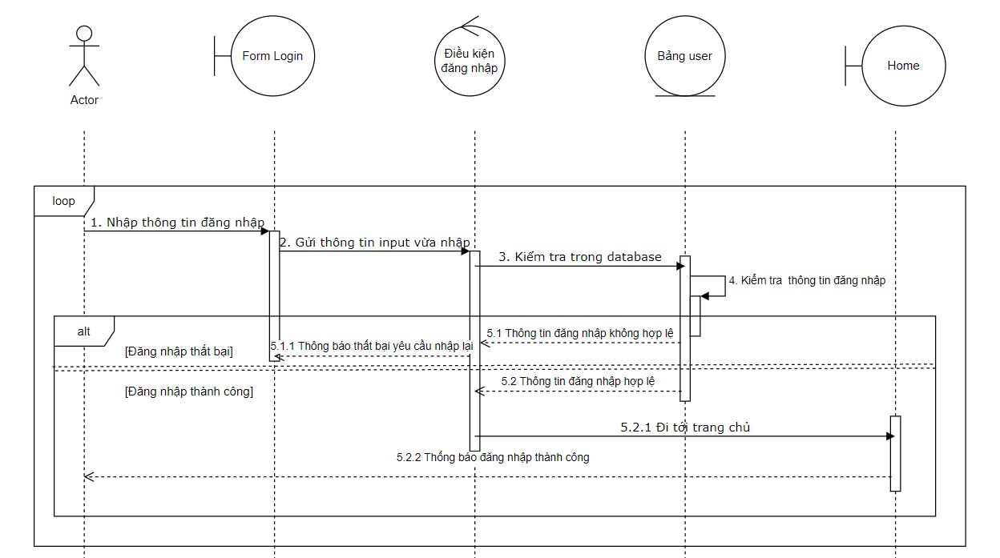 Actor
Form Login
Điều kiện
đăng nhập
Bảng user
Home
loop
1. Nhập thông tin đăng nhập
2. Gửi thông tin input vừa nhập
3. Kiểm tra trong database
4. Kiểm tra thông tin đăng nhập
alt
5.1 Thông tin đăng nhập không hợp lệ
5.1.1 Thông báo thất bại yêu cầu nhập lại
[Đăng nhập thất bại]
5.2 Thông tin đăng nhập hợp lệ
[Đăng nhập thành công]
5.2.1 Đi tới trang chủ
5.2.2 Thống báo đăng nhập thành công